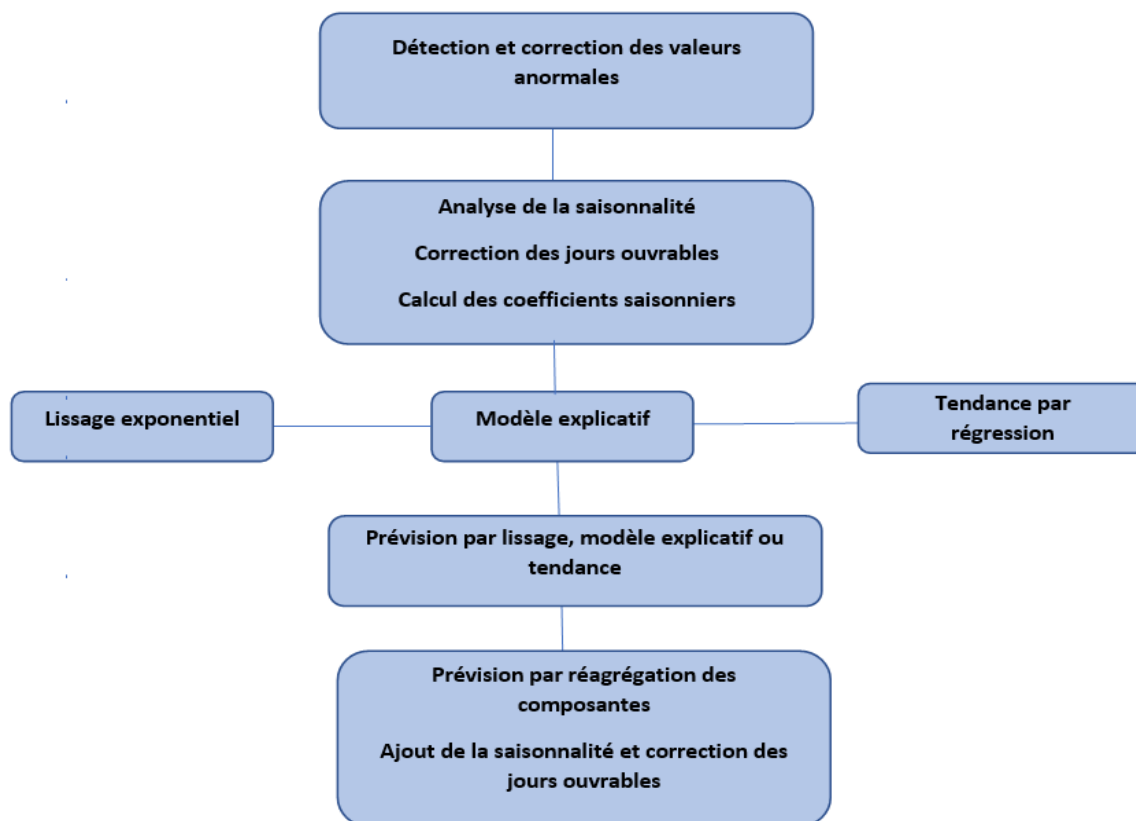 Détection et correction des valeurs
anormales
Analyse de la saisonnalité
Correction des jours ouvrables
Calcul des coefficients saisonniers
Lissage exponentiel
Modèle explicatif
Tendance par
régression
Prévision par lissage, modèle explicatif ou
tendance
Prévision par réagrégation des
composantes
Ajout de la saisonnalité et correction des
jours ouvrables